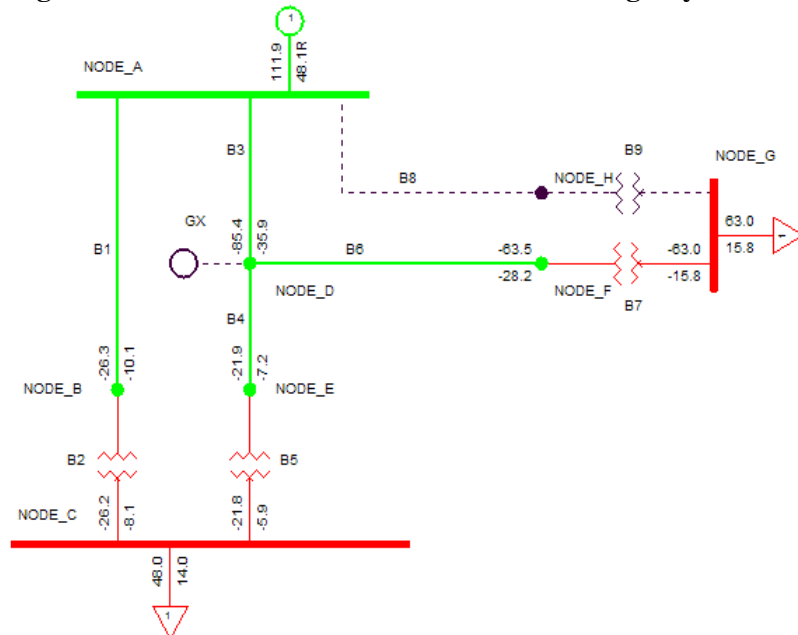 1
111.9
48.1R
NODE_A
B3
B9
NODE_G
B8
NODE_H
GX
-85.4
-35.9
63.0
15.8
1
B1
B6
-63.5
-28.2
-63.0
-15.8
NODE_D
NODE_F
B7
B4
-26.3
-10.1
-21.9
-7.2
NODE_B
NODE_E
B2
B5
NODE_C
-26.2
-8.1
-21.8
-5.9
48.0
14.0
1